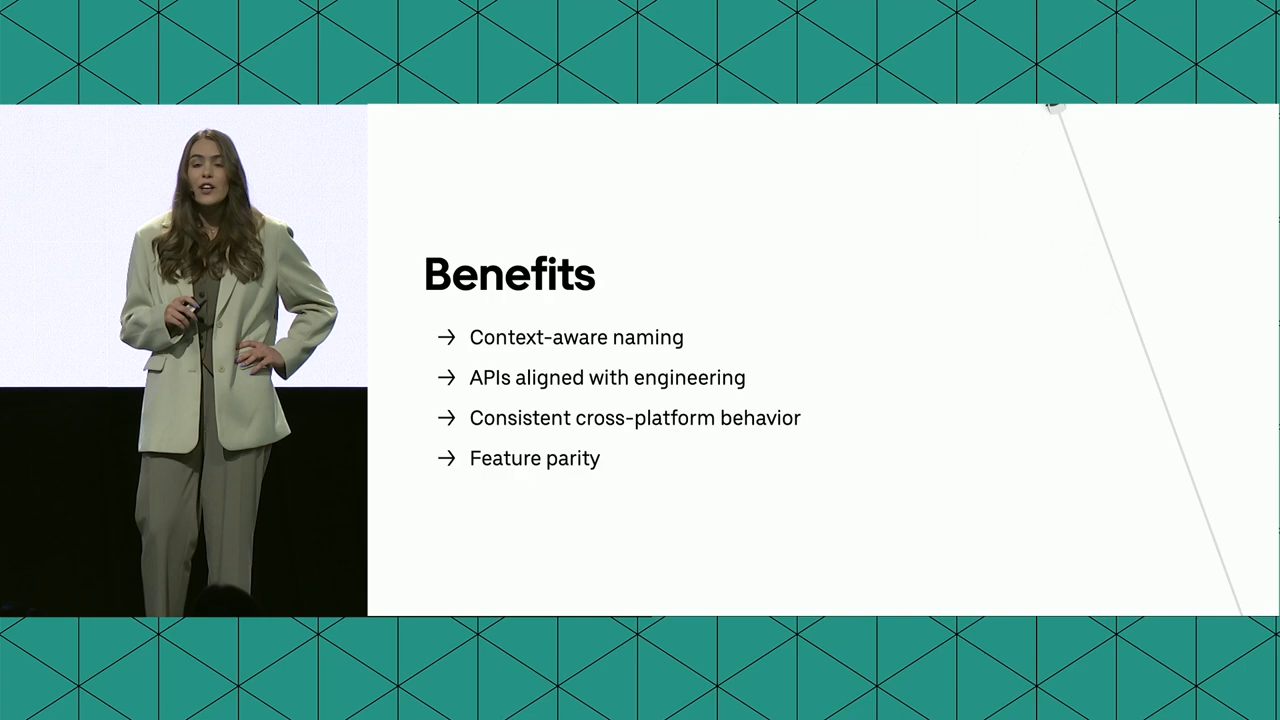 Benefits
→ Context-aware naming
→ APIs aligned with engineering
→ Consistent cross-platform behavior
→ Feature parity